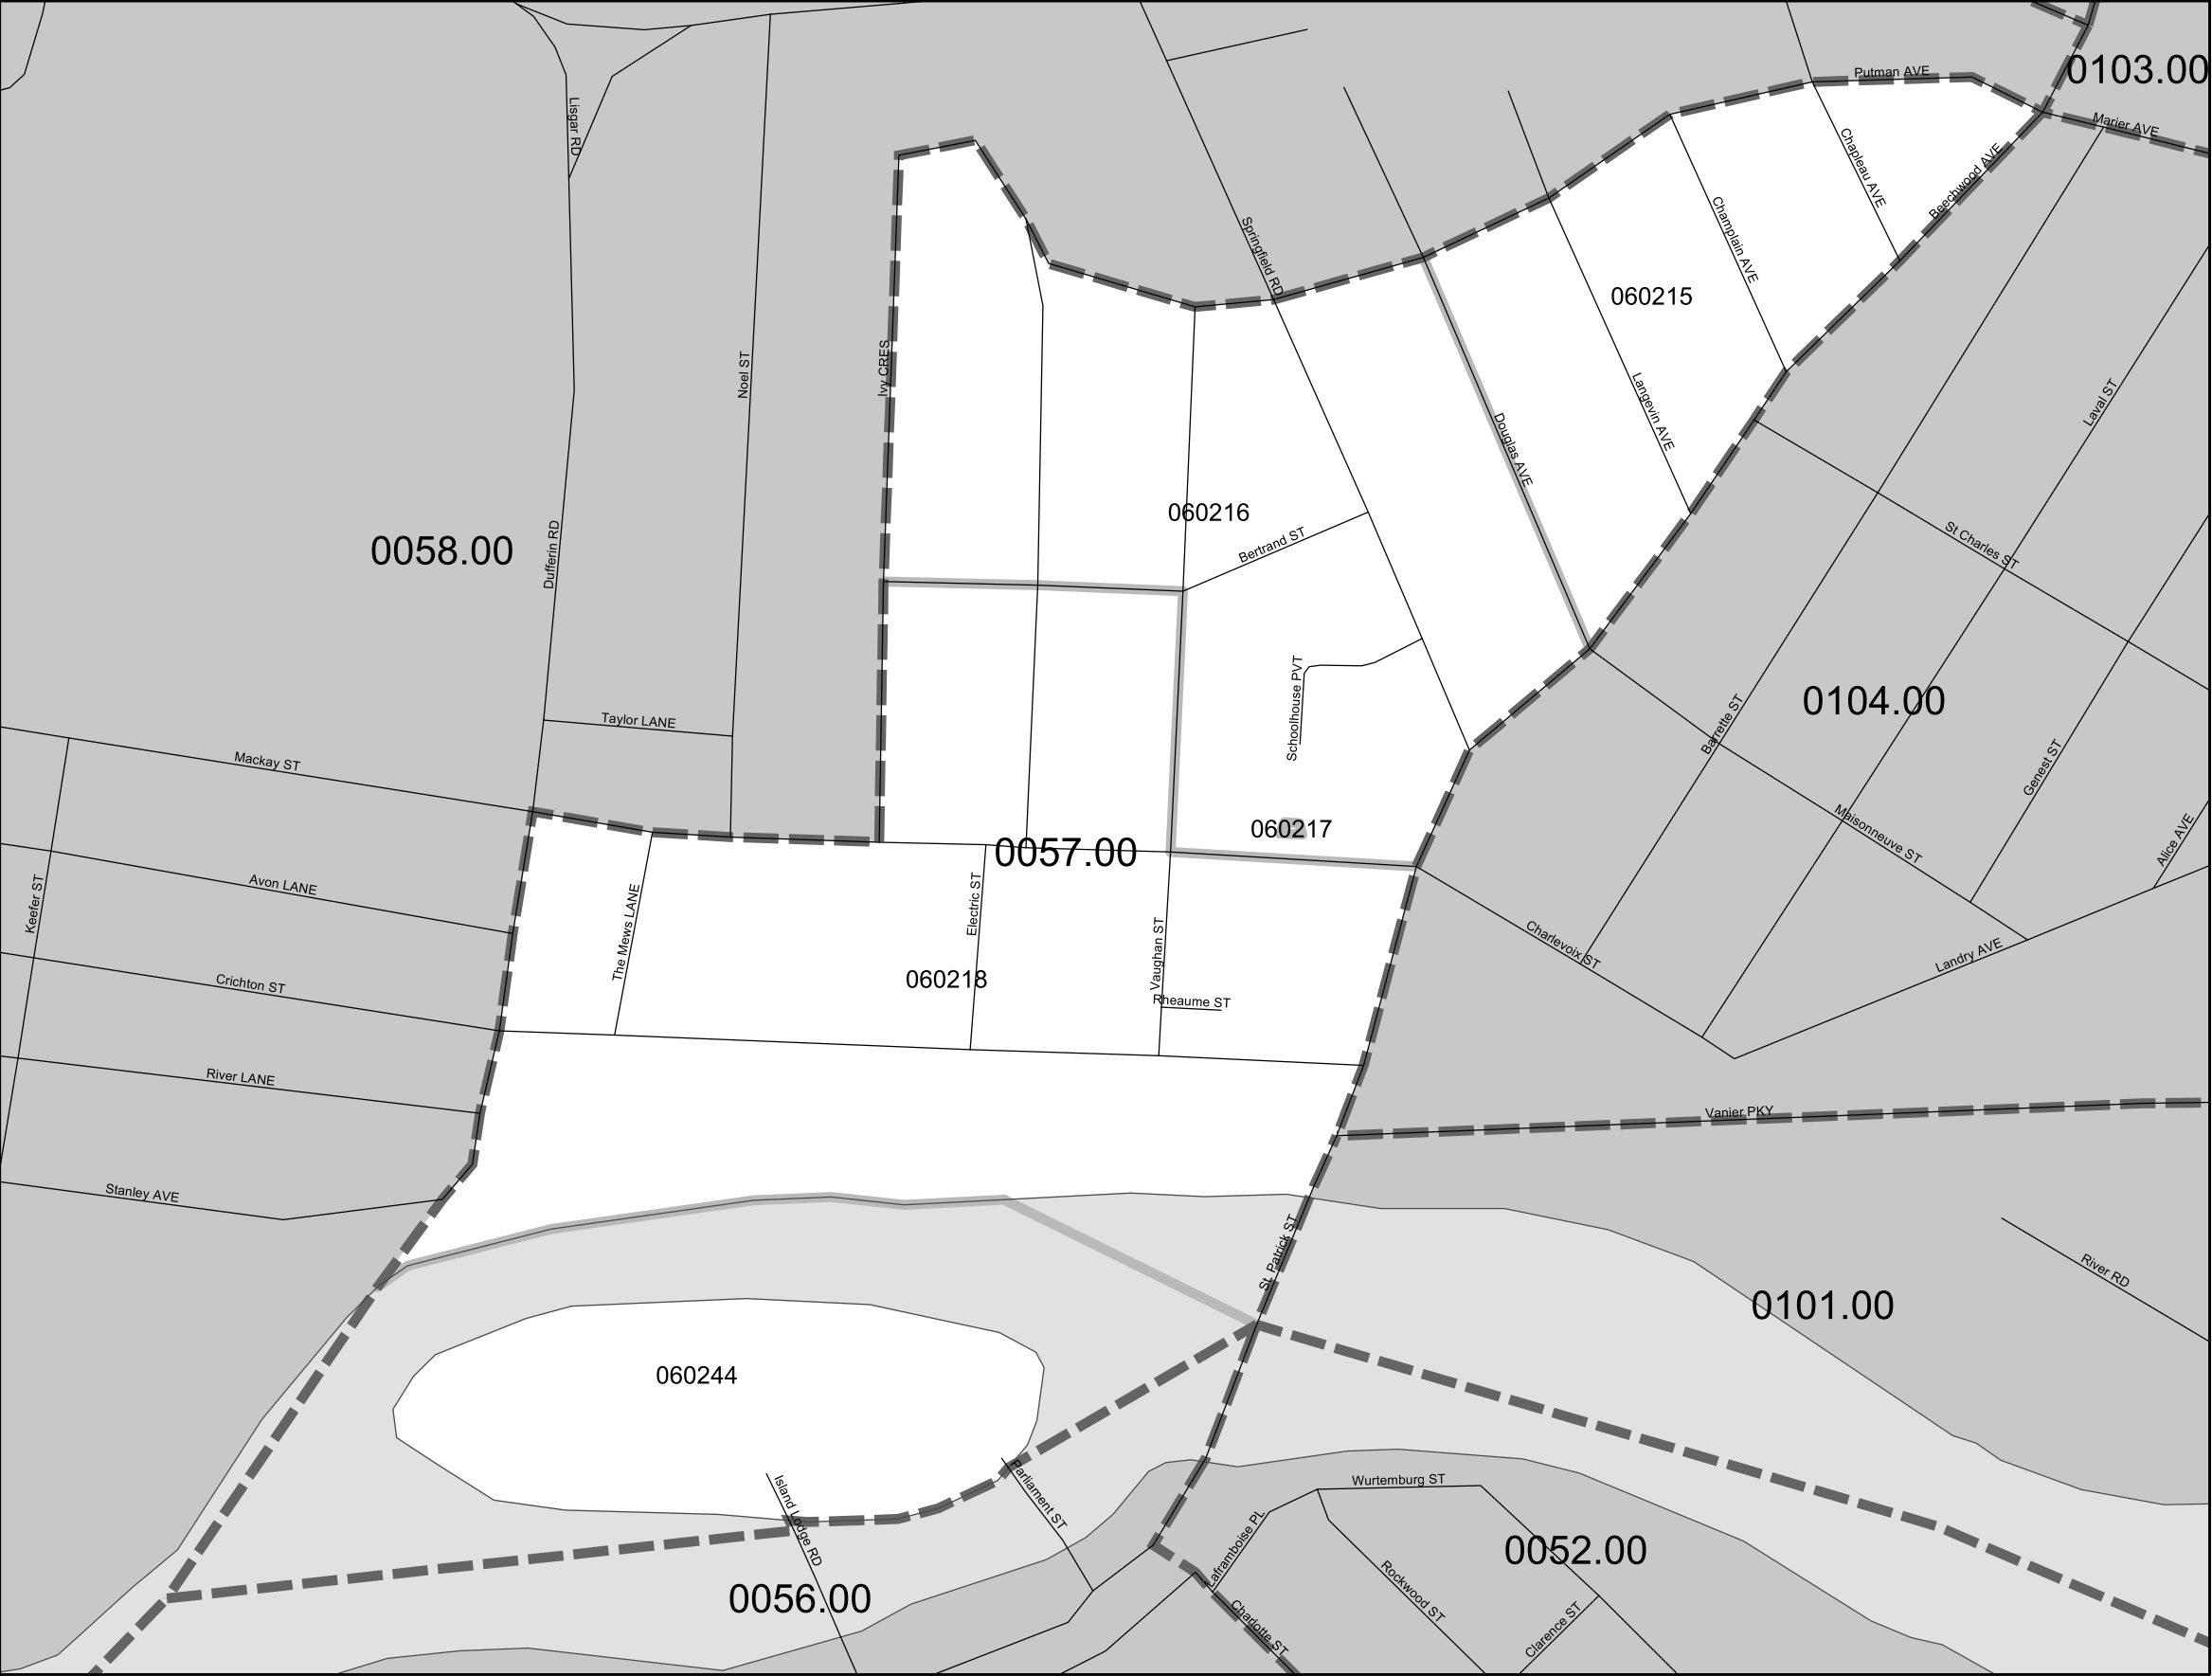 0103.00
Putman AVE
Marier AVE
Lisgar RD
Chapleau AVE
Beechwood AVE
Champlain AVE
Springfield RD
060215
Noel ST
Ivy CRES
Langevin AVE
Laval ST
Douglas AVE
060216
0058.00
Dufferin RD
Bertrand ST
St Charles ST
0104.00
Taylor LANE
Schoolhouse PVT
Barrette ST
Mackay ST
Genest ST
060217
0057.00
Maisonneuve ST
Alice AVE
Avon LANE
Keefer ST
Electric ST
The Mews LANE
Vaughan ST
Charlevoix ST
Landry AVE
060218
Crichton ST
Rheaume ST
River LANE
Vanier PKY
Stanley AVE
St. Patrick ST
River RD
0101.00
060244
Wurtemburg ST
Parliament ST
Island Lodge RD
Laframboise PL
0052.00
0056.00
Rockwood ST
Charlotte ST
Clarence ST